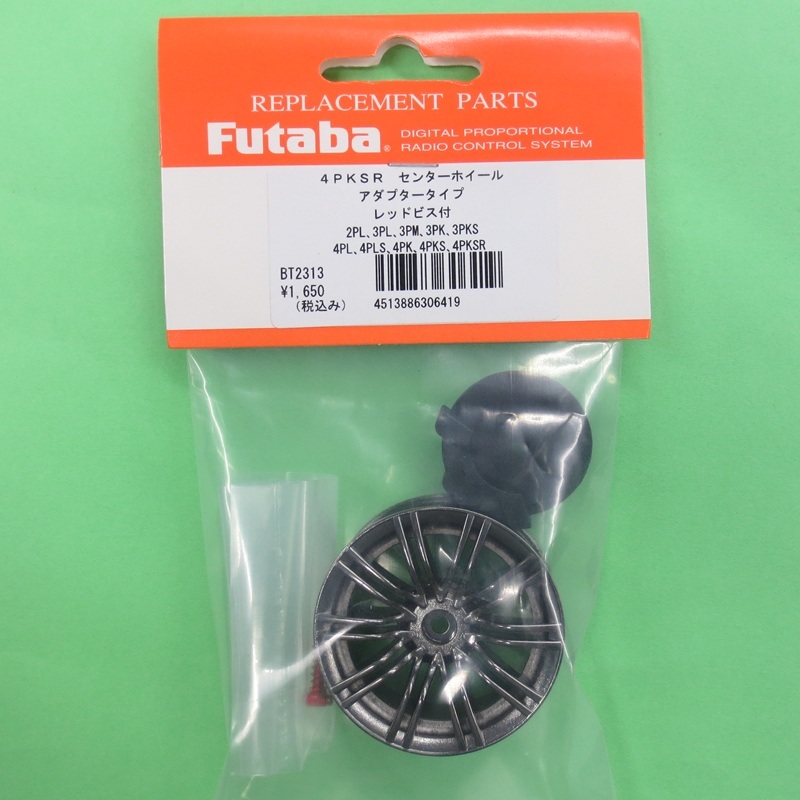 REPLACEMENT PARTS
Futaba®
DIGITAL PROPORTIONAL
RADIO CONTROL SYSTEM
4PKSR センターホイール
アダプタータイプ
レッドビス付
2PL、3PL、3PM、3PK、3PKS
4PL、4PLS、4PK、4PKS、4PKSR
BT2313
¥1,650
(税込み)
4513886306419